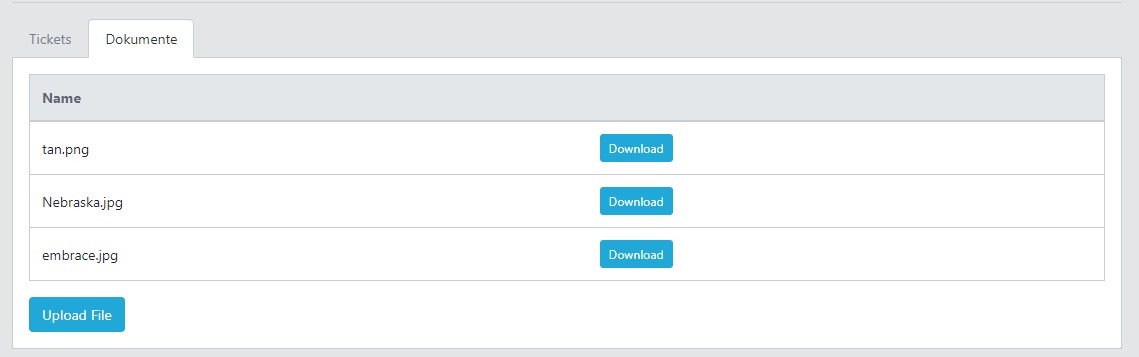 Tickets Dokumente
Name
tan.png Download
Nebraska.jpg Download
embrace.jpg Download
Upload File